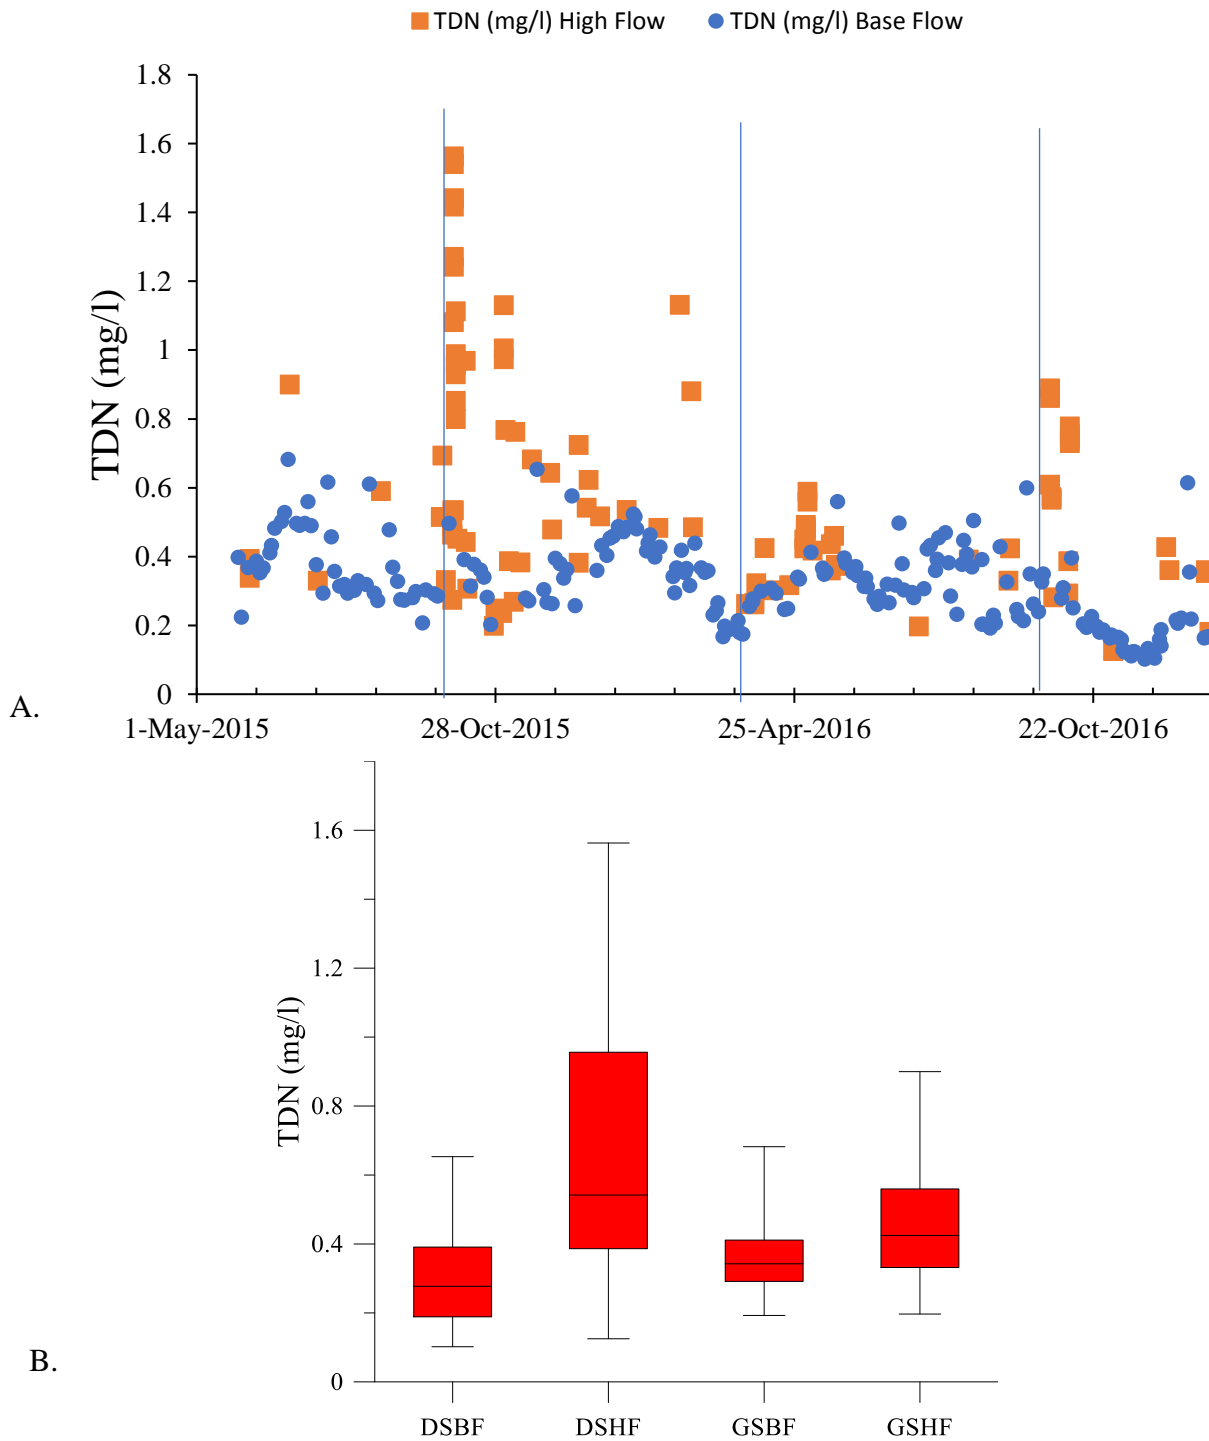 TDN (mg/l) High Flow TDN (mg/l) Base Flow
1.8
1.6
1.4
1.2
1
0.8
0.6
0.4
0.2
0
TDN (mg/l)
A.
1-May-2015 28-Oct-2015 25-Apr-2016 22-Oct-2016
1.6
1.2
0.8
0.4
0
TDN (mg/l)
B.
DSBF DSHF GSBF GSHF